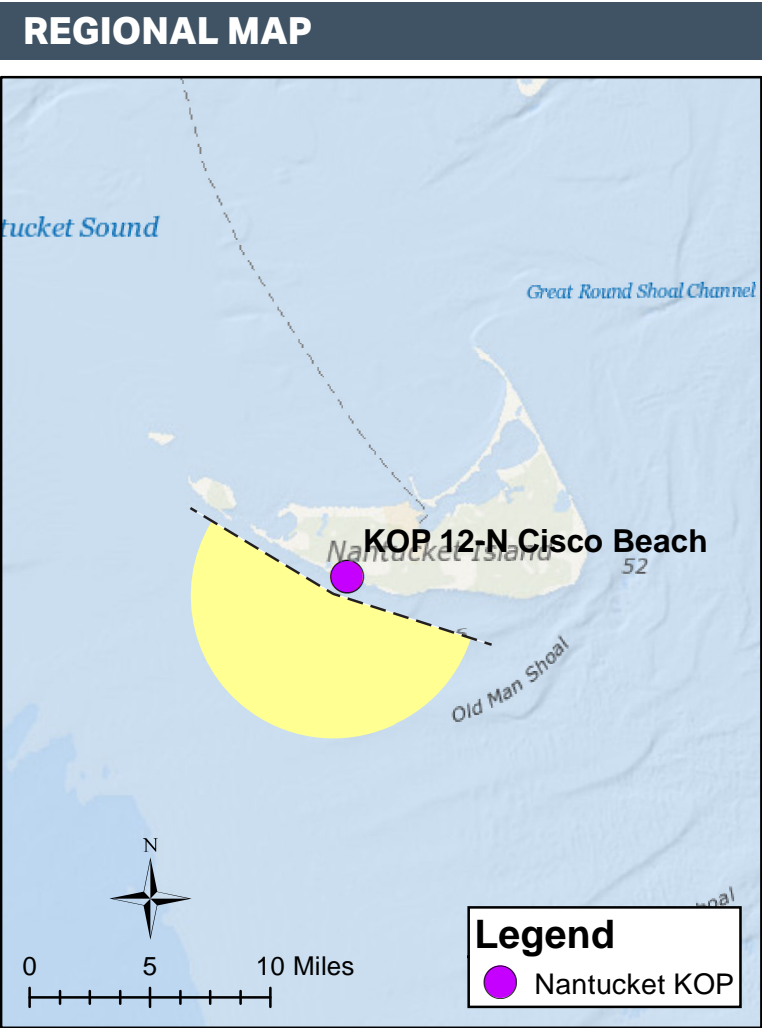 REGIONAL MAP
tucket Sound
Great Round Shoal Channel
KOP 12-N Cisco Beach
Nantucket Island
52
Old Man Shoal
N
0 5 10 Miles
Legend
Nantucket KOP